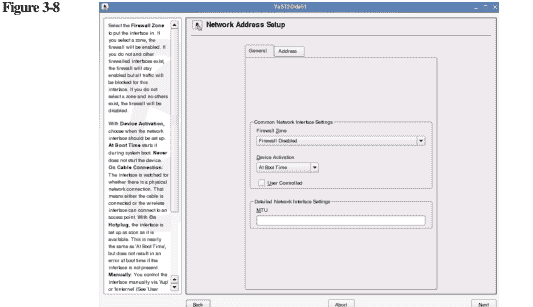 Figure 3-8
YaST2@da51
Network Address Setup
Select the Firewall Zone
to put the interface in. If
you select a zone, the
firewall will be enabled. If
you do not and other
firewalled interfaces exist,
the firewall will stay
enabled but all traffic will
be blocked for this
interface. If you do not
select a zone and no others
exist, the firewall will be
disabled.
With Device Activation,
choose when the network
interface should be set up.
At Boot Time starts it
during system boot. Never
does not start the device.
On Cable Connection:
The interface is watched for
whether there is a physical
network connection. That
means either the cable is
connected or the wireless
interface can connect to an
access point. With On
Hotplug, the interface is
set up as soon as it is
available. This is nearly
the same as 'At Boot Time',
but does not result in an
error at boot time if the
interface is not present.
Manually: You control the
interface manually via 'ifup'
or 'kinternet' (See 'User
General
Address
Common Network Interface Settings
Firewall Zone
Firewall Disabled
Device Activation
At Boot Time
User Controlled
Detailed Network Interface Settings
MTU
Back
Abort
Next